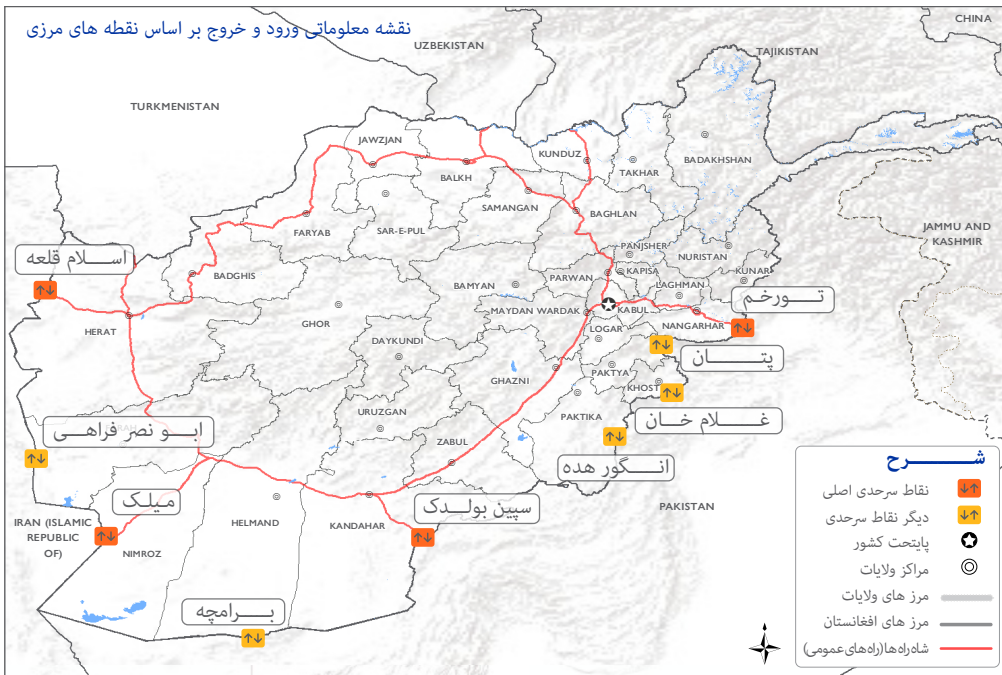 نقشه معلوماتی ورود و خروج بر اساس نقطه های مرزی
CHINA
UZBEKISTAN
TAJIKISTAN
TURKMENISTAN
JAWZJAN
BALKH
KUNDUZ
TAKHAR
BADAKHSHAN
SAMANGAN
BAGHLAN
FARYAB
SAR-E-PUL
JAMMU AND
KASHMIR
PANJSHER
NURISTAN
اسلام قلعه
BADGHIS
BAMYAN
PARWAN
KAPISA
LAGHMAN
KUNAR
تورخم
HERAT
GHOR
MAYDAN WARDAK
KABUL
NANGARHAR
LOGAR
DAYKUNDI
پتان
GHAZNI
PAKTYA
KHOST
URUZGAN
PAKTIKA
غلام خان
ابو نصر فراهی
ZABUL
انگور هده
میلک
سپین بولدک
PAKISTAN
IRAN (ISLAMIC
REPUBLIC
OF)
NIMROZ
HELMAND
KANDAHAR
برامچه
شرح
نقاط سرحدی اصلی
دیگر نقاط سرحدی
پایتخت کشور
مراکز ولایات
مرز های ولایات
مرز های افغانستان
شاه راه ها (راه های عمومی)